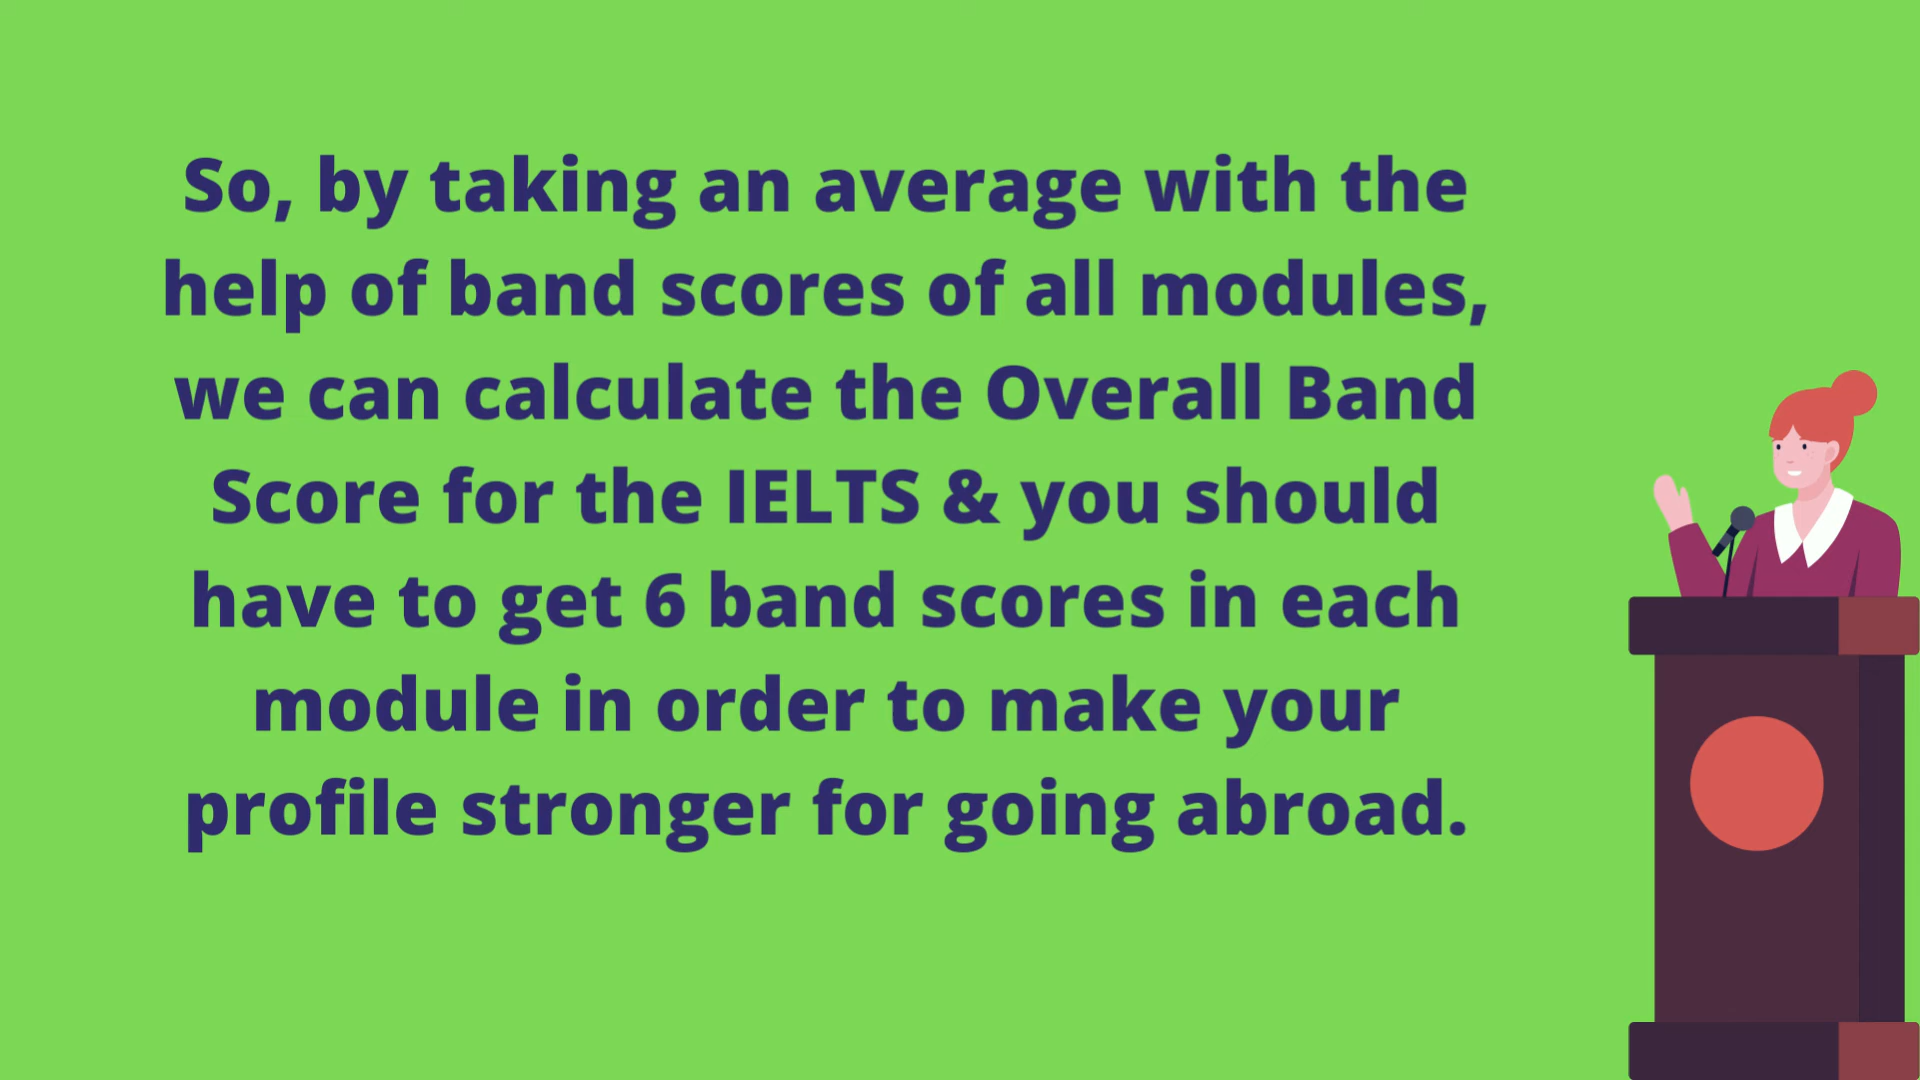 So, by taking an average with the
help of band scores of all modules,
we can calculate the Overall Band
Score for the IELTS & you should
have to get 6 band scores in each
module in order to make your
profile stronger for going abroad.